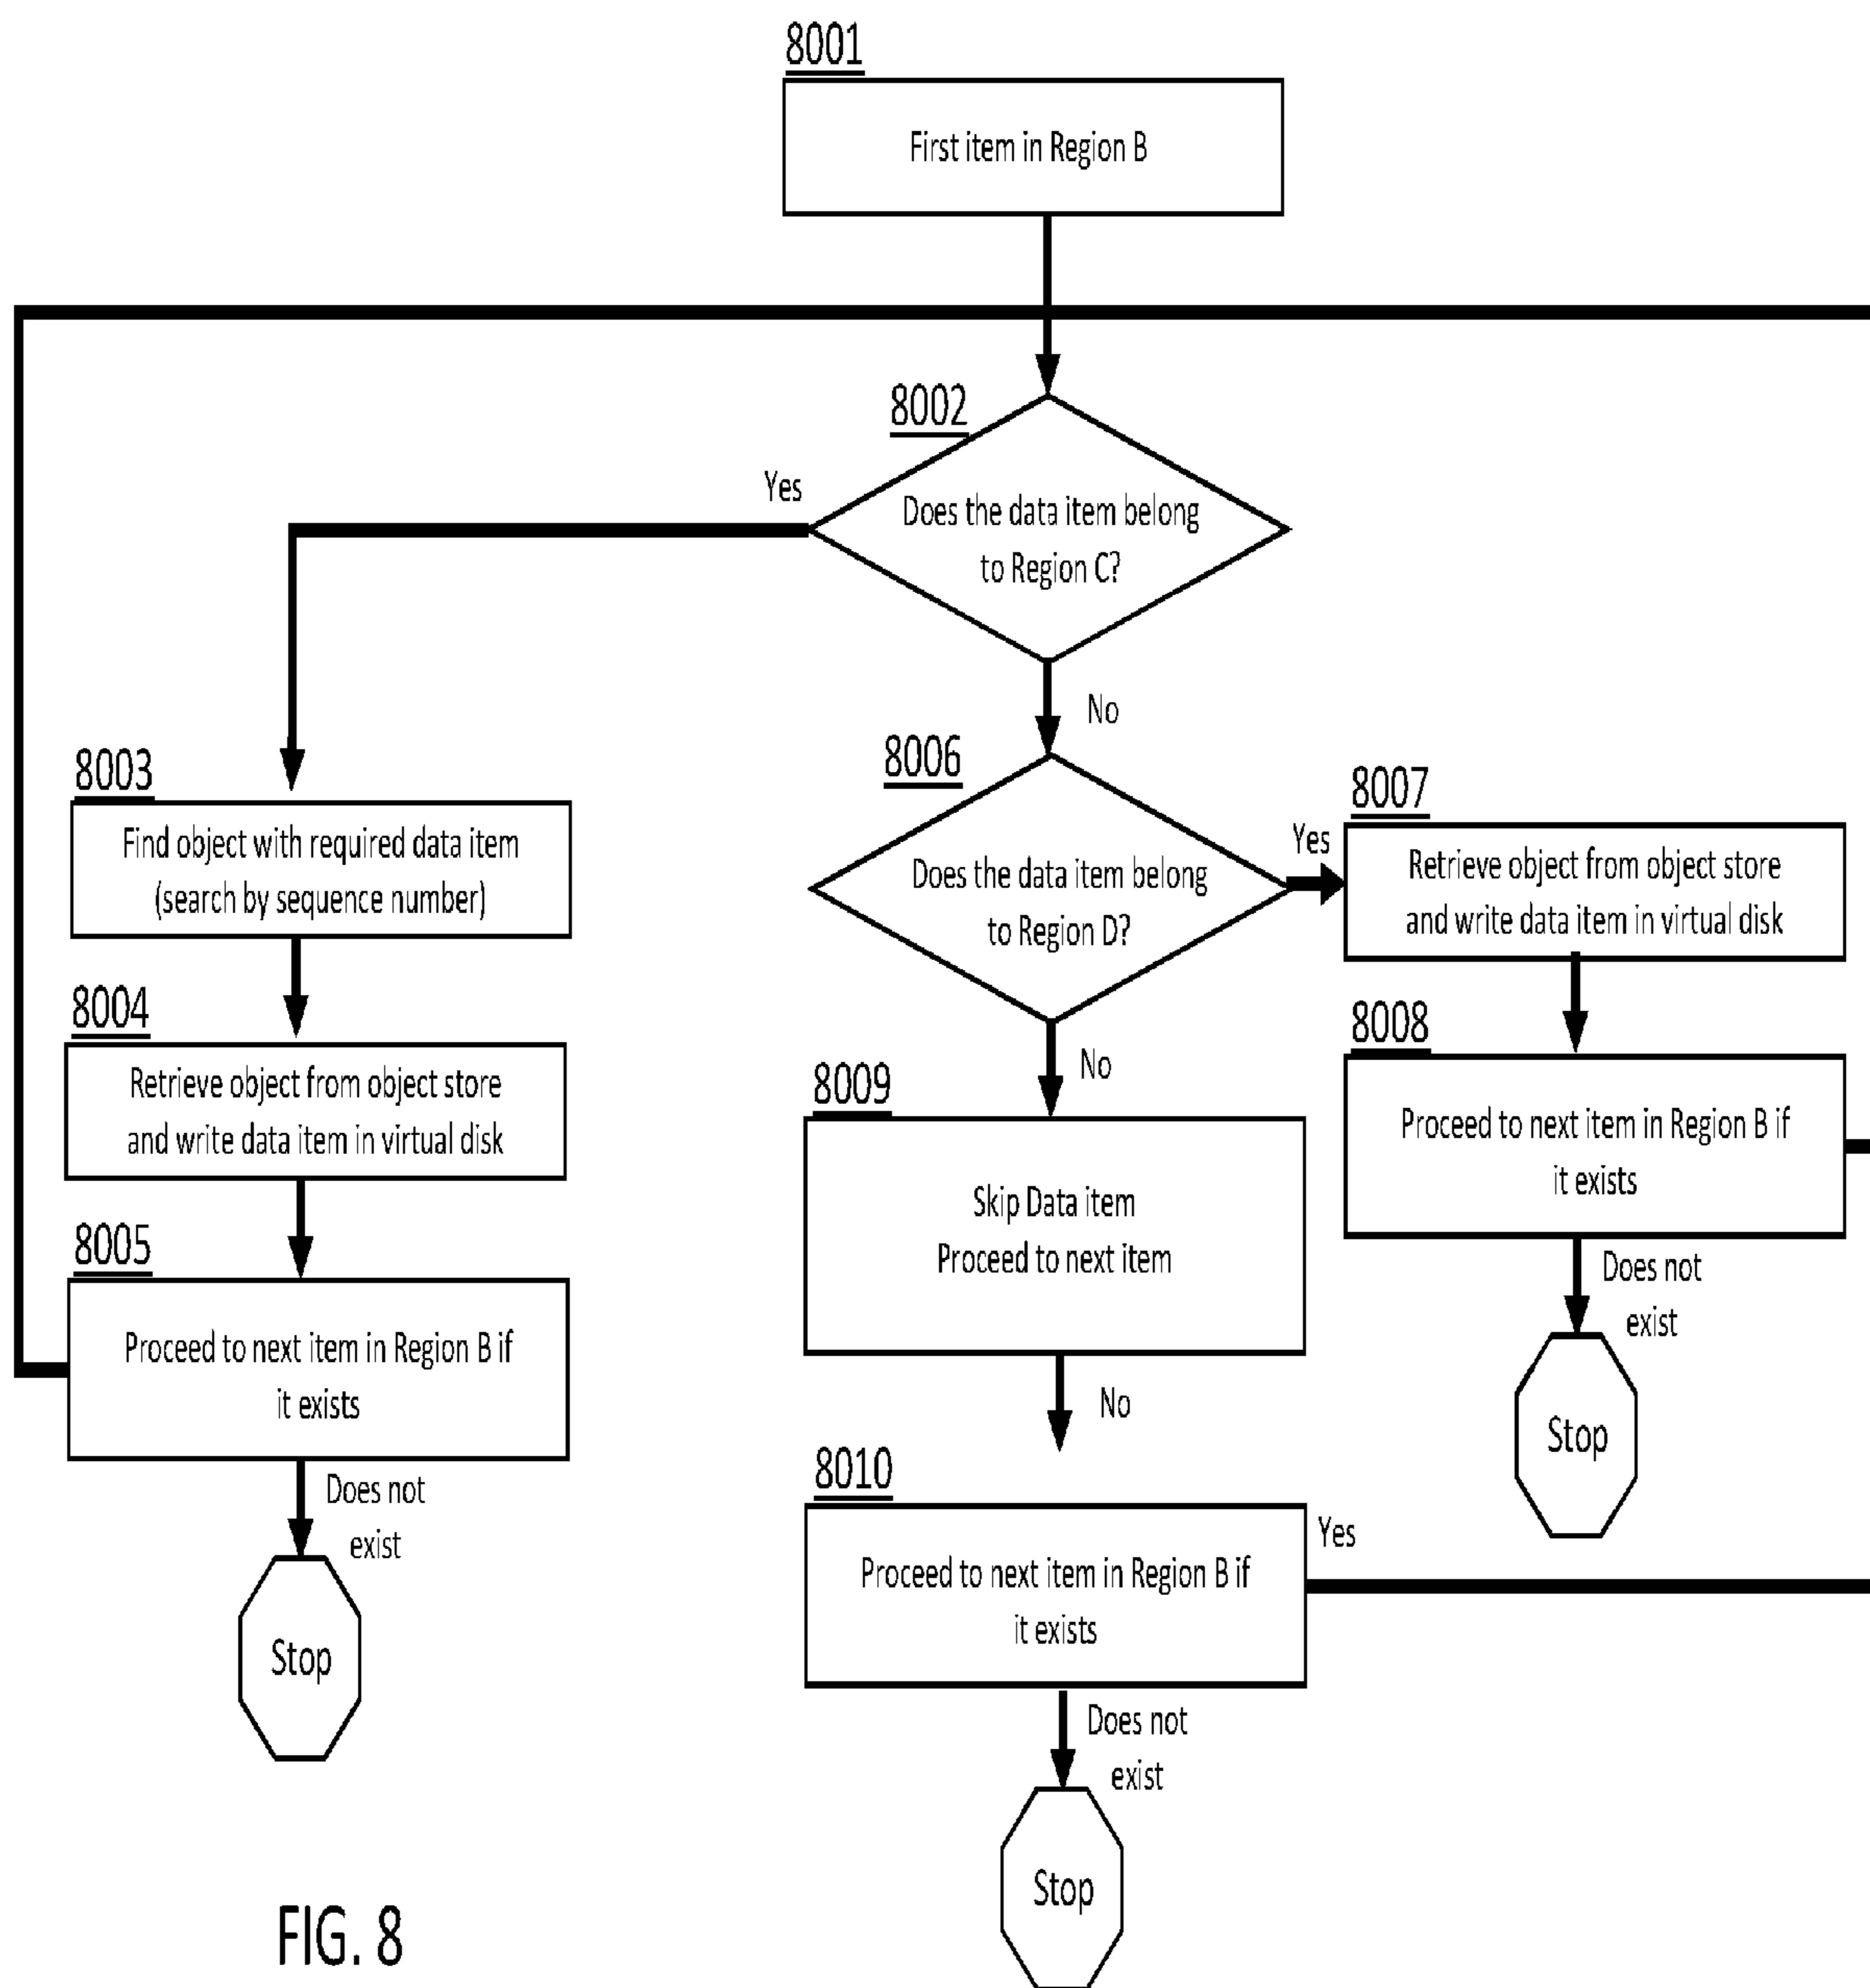 8001
First item in Region B
8002
Yes
Does the data item belong
to Region C?
No
8003
Find object with required data item
(search by sequence number)
8006
Does the data item belong
to Region D?
Yes
8007
Retrieve object from object store
and write data item in virtual disk
8004
Retrieve object from object store
and write data item in virtual disk
No
8008
Proceed to next item in Region B if
it exists
8009
Skip Data item
Proceed to next item
8005
Proceed to next item in Region B if
it exists
Does not
exist
Stop
No
8010
Proceed to next item in Region B if
it exists
Yes
Does not
exist
Stop
Does not
exist
Stop
FIG. 8